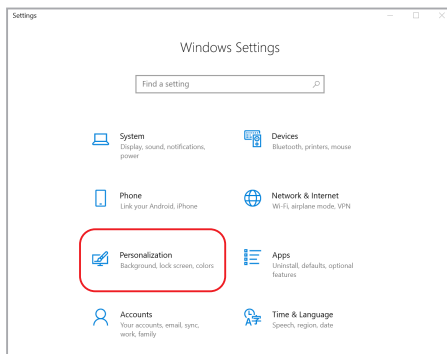 Settings
Windows Settings
Find a setting
System
Display, sound, notifications,
power
Devices
Bluetooth, printers, mouse
Phone
Link your Android, iPhone
Network & Internet
Wi-Fi, airplane mode, VPN
Personalization
Background, lock screen, colors
Apps
Uninstall, defaults, optional
features
Accounts
Your accounts, email, sync,
work, family
Time & Language
Speech, region, date